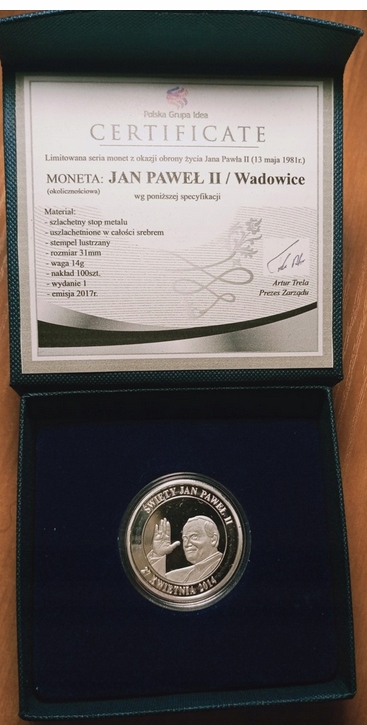 Polska Grupa Idea
CERTIFICATE
Limitowana seria monet z okazji obrony życia Jana Pawła II (13 maja 1981r.)
MONETA: JAN PAWEŁ II / Wadowice
(okolicznościowa)
wg poniższej specyfikacji
Materiał:
- szlachetny stop metalu
- uszlachetnione w całości srebrem
- stempel lustrzany
- rozmiar 31mm
- waga 14g
- nakład 100szt.
- wydanie 1
- emisja 2017r.
Artur Trela
Prezes Zarządu
ŚWIĘTY JAN PAWEŁ II
27 KWIETNIA 2014